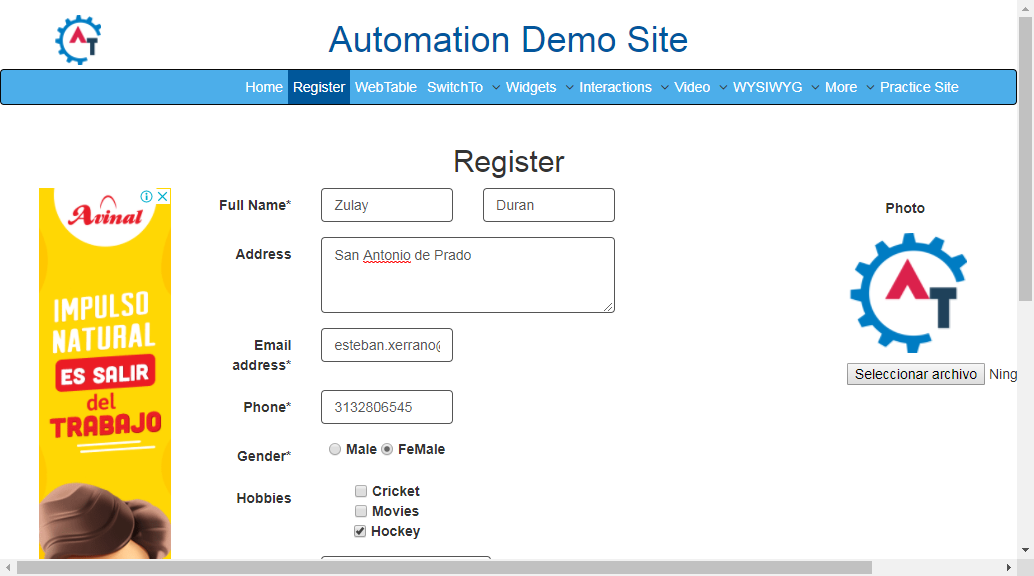 AT
Automation Demo Site
Home Register WebTable SwitchTo Widgets Interactions Video WYSIWYG More Practice Site
Register
Avinal
IMPULSO
NATURAL
ES SALIR
del
TRABAJO
Full Name* Zulay Duran
Address San Antonio de Prado
Email address* esteban.xerrano@
Phone* 3132806545
Gender* Male FeMale
Hobbies Cricket
Movies
Hockey
Photo
AT
Seleccionar archivo Ning